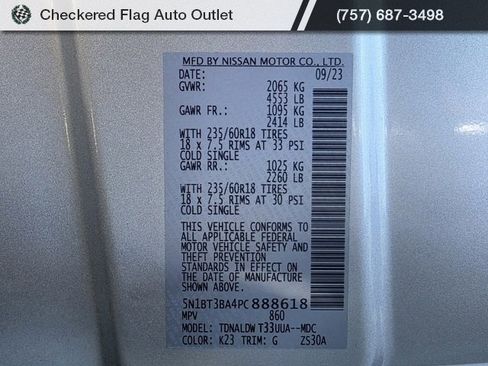 Checkered Flag Auto Outlet (757) 687-3498
MFD BY NISSAN MOTOR CO., LTD.
DATE: 09/23
GVWR: 2065 KG
4553 LB
GAWR FR.: 1095 KG
2414 LB
WITH 235/60R18 TIRES
18 x 7.5 RIMS AT 33 PSI
COLD SINGLE
GAWR RR.: 1025 KG
2260 LB
WITH 235/60R18 TIRES
18 x 7.5 RIMS AT 30 PSI
COLD SINGLE
THIS VEHICLE CONFORMS TO
ALL APPLICABLE FEDERAL
MOTOR VEHICLE SAFETY AND
THEFT PREVENTION
STANDARDS IN EFFECT ON
THE DATE OF MANUFACTURE
SHOWN ABOVE.
5N1BT3BA4PC888618
MPV 860
MODEL: TDNALDWT33UUA--MDC
COLOR: K23 TRIM: G ZS30A